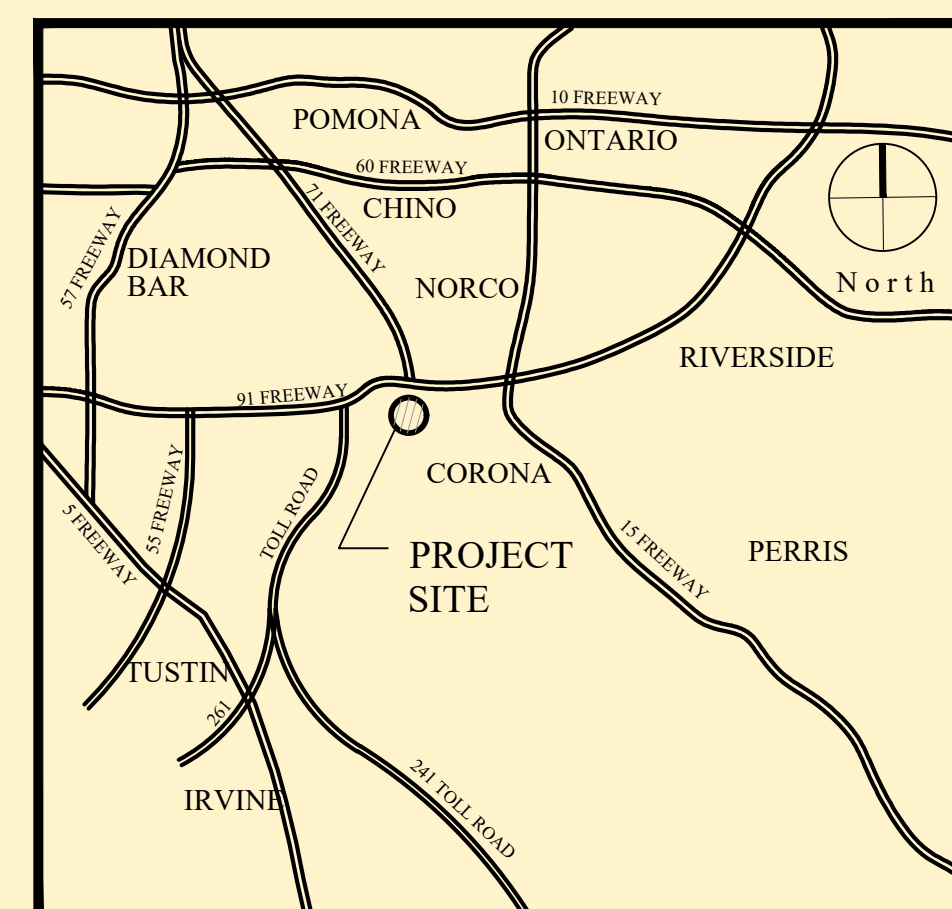 10 FREEWAY
POMONA
ONTARIO
60 FREEWAY
71 FREEWAY
CHINO
57 FREEWAY
DIAMOND
BAR
NORCO
North
RIVERSIDE
91 FREEWAY
CORONA
55 FREEWAY
TOLL ROAD
5 FREEWAY
15 FREEWAY
PROJECT
SITE
PERRIS
TUSTIN
261
241 TOLL ROAD
IRVINE